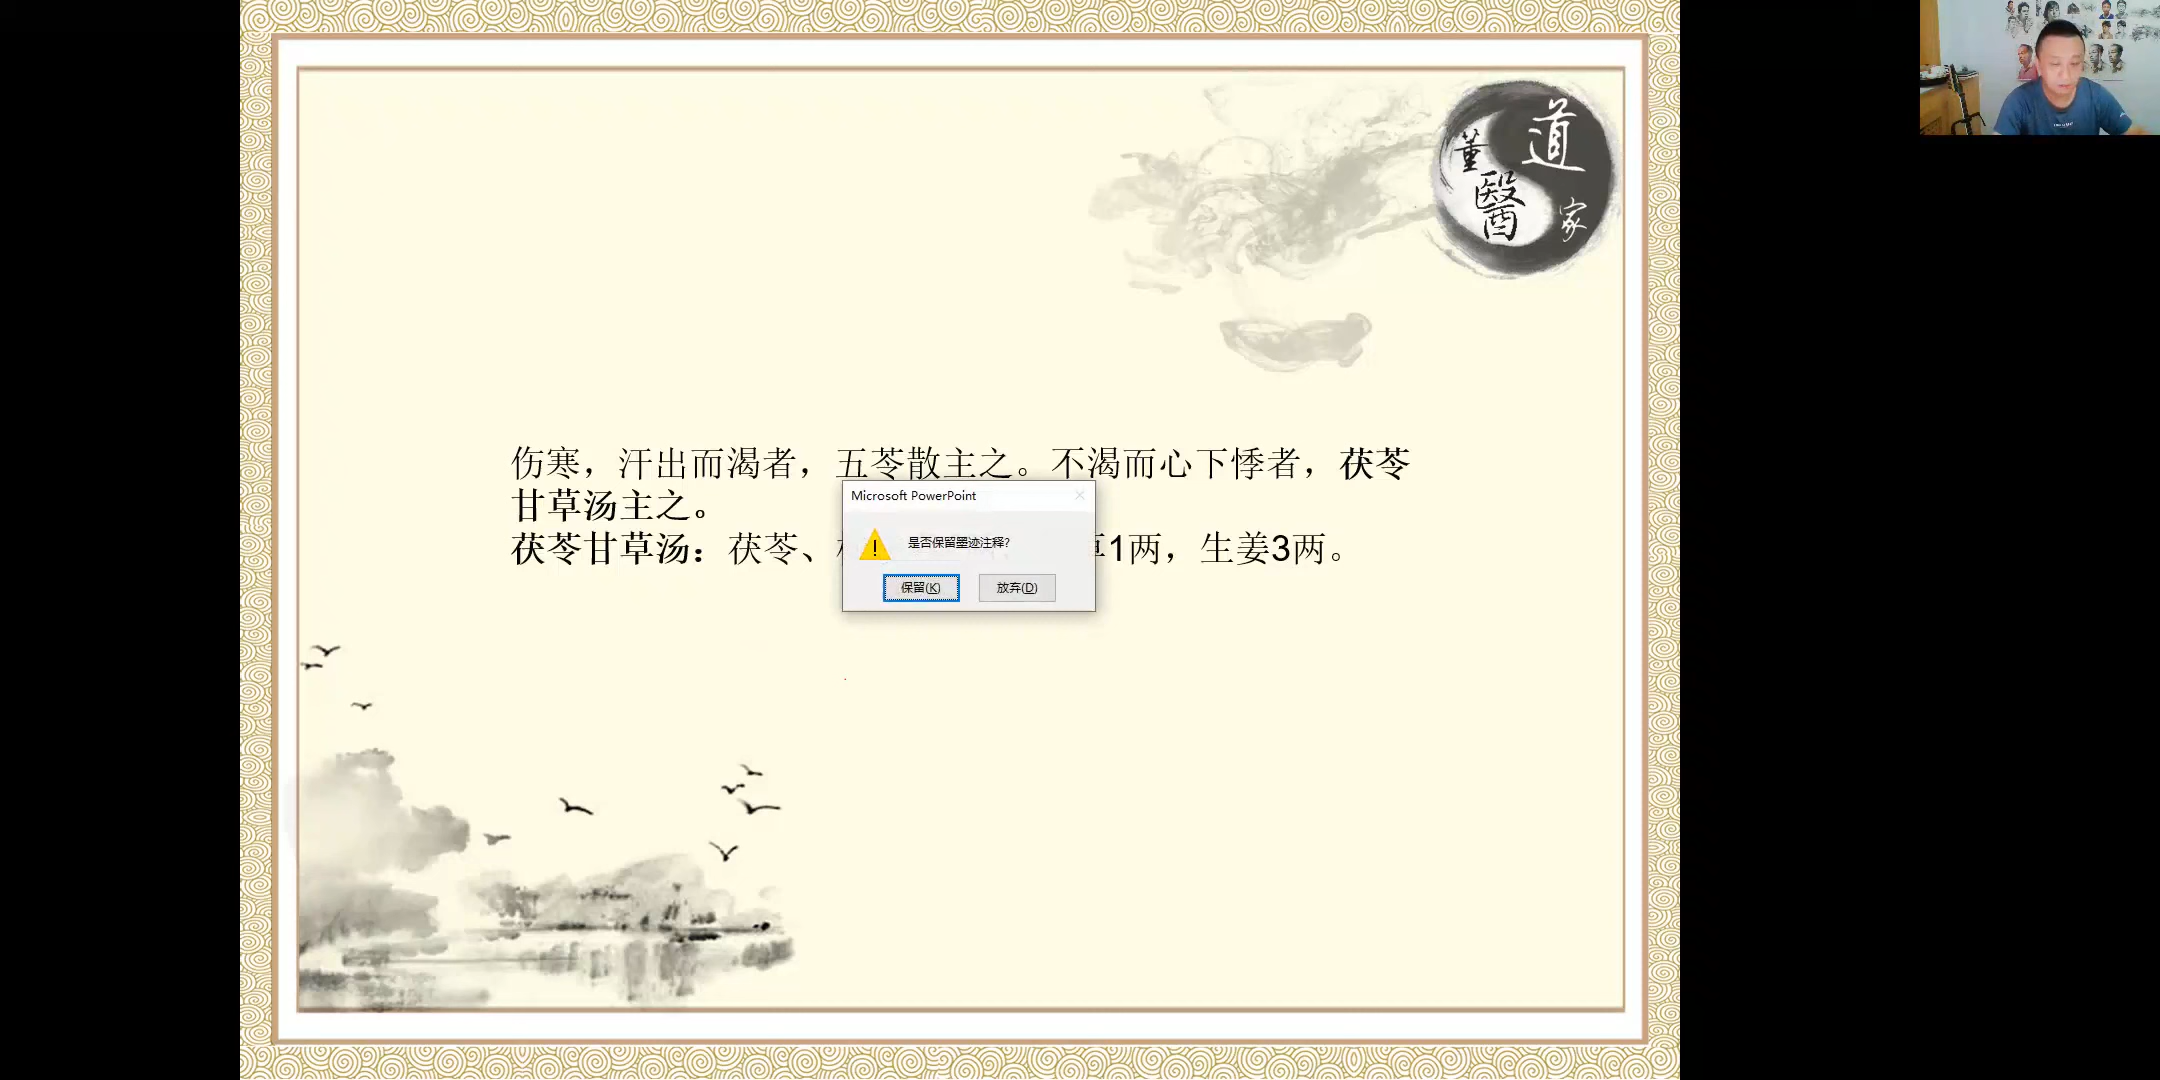 道
董
醫
家
伤寒，汗出而渴者，五苓散主之。不渴而心下悸者，茯苓
甘草汤主之。
茯苓甘草汤：茯苓、
1两，生姜3两。
Microsoft PowerPoint
是否保留墨迹注释?
保留(K)
放弃(D)